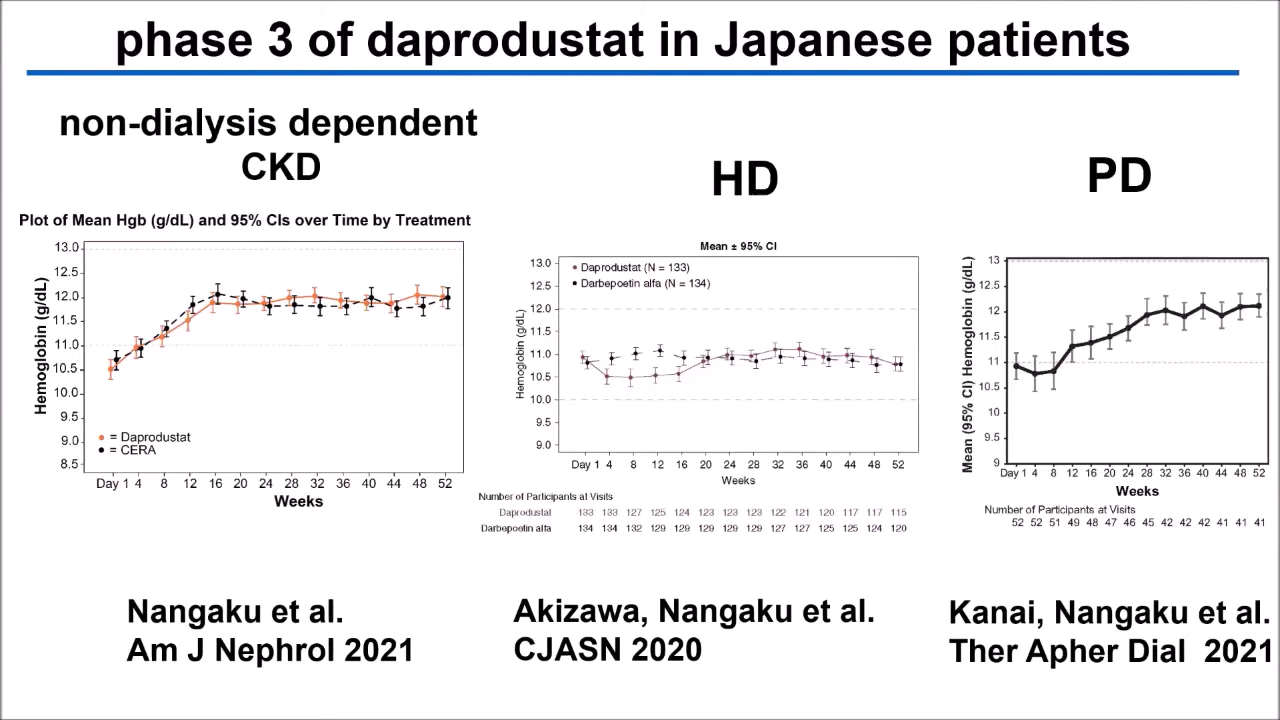 phase 3 of daprodustat in Japanese patients
non-dialysis dependent
CKD
Plot of Mean Hgb (g/dL) and 95% CIs over Time by Treatment
Hemoglobin (g/dL)
13.0
12.5
12.0
11.5
11.0
10.5
10.0
9.5
9.0
8.5
= Daprodustat
= CERA
Day 1 4 8 12 16 20 24 28 32 36 40 44 48 52
Weeks
Nangaku et al.
Am J Nephrol 2021
HD
Mean ± 95% CI
Hemoglobin (g/dL)
13.0
12.5
12.0
11.5
11.0
10.5
10.0
9.5
9.0
Daprodustat (N = 133)
Darbepoetin alfa (N = 134)
Day 1 4 8 12 16 20 24 28 32 36 40 44 48 52
Weeks
Number of Participants at Visits
Daprodustat 133 133 127 125 124 123 123 123 122 121 120 117 117 115
Darbepoetin alfa 134 134 132 129 129 129 129 129 127 127 125 125 124 120
Akizawa, Nangaku et al.
CJASN 2020
PD
Mean (95% CI) Hemoglobin (g/dL)
13
12.5
12
11.5
11
10.5
10
9.5
9
Day 1 4 8 12 16 20 24 28 32 36 40 44 48 52
Weeks
Number of Participants at Visits
52 52 51 49 48 47 46 45 42 42 42 41 41 41
Kanai, Nangaku et al.
Ther Apher Dial 2021